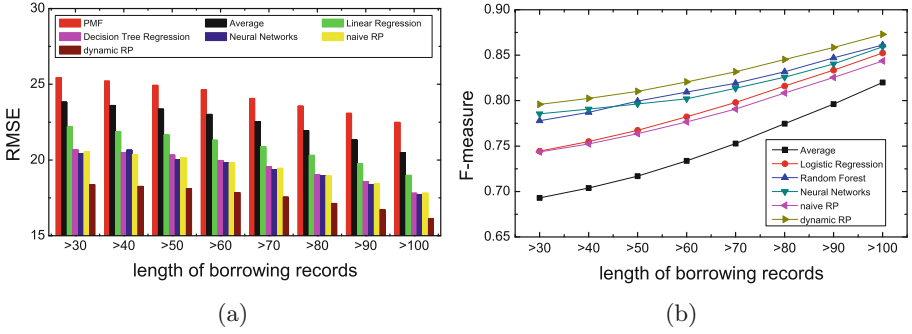 30
25
20
15
RMSE
PMF
Average
Linear Regression
Decision Tree Regression
Neural Networks
naive RP
dynamic RP
>30 >40 >50 >60 >70 >80 >90 >100
length of borrowing records
(a)
0.90
0.85
0.80
0.75
0.70
0.65
F-measure
Average
Logistic Regression
Random Forest
Neural Networks
naive RP
dynamic RP
>30 >40 >50 >60 >70 >80 >90 >100
length of borrowing records
(b)